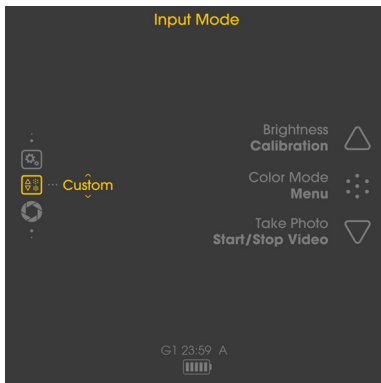 Input Mode
Brightness
Calibration
Custom
Color Mode
Menu
Take Photo
Start/Stop Video
G1 23:59 A